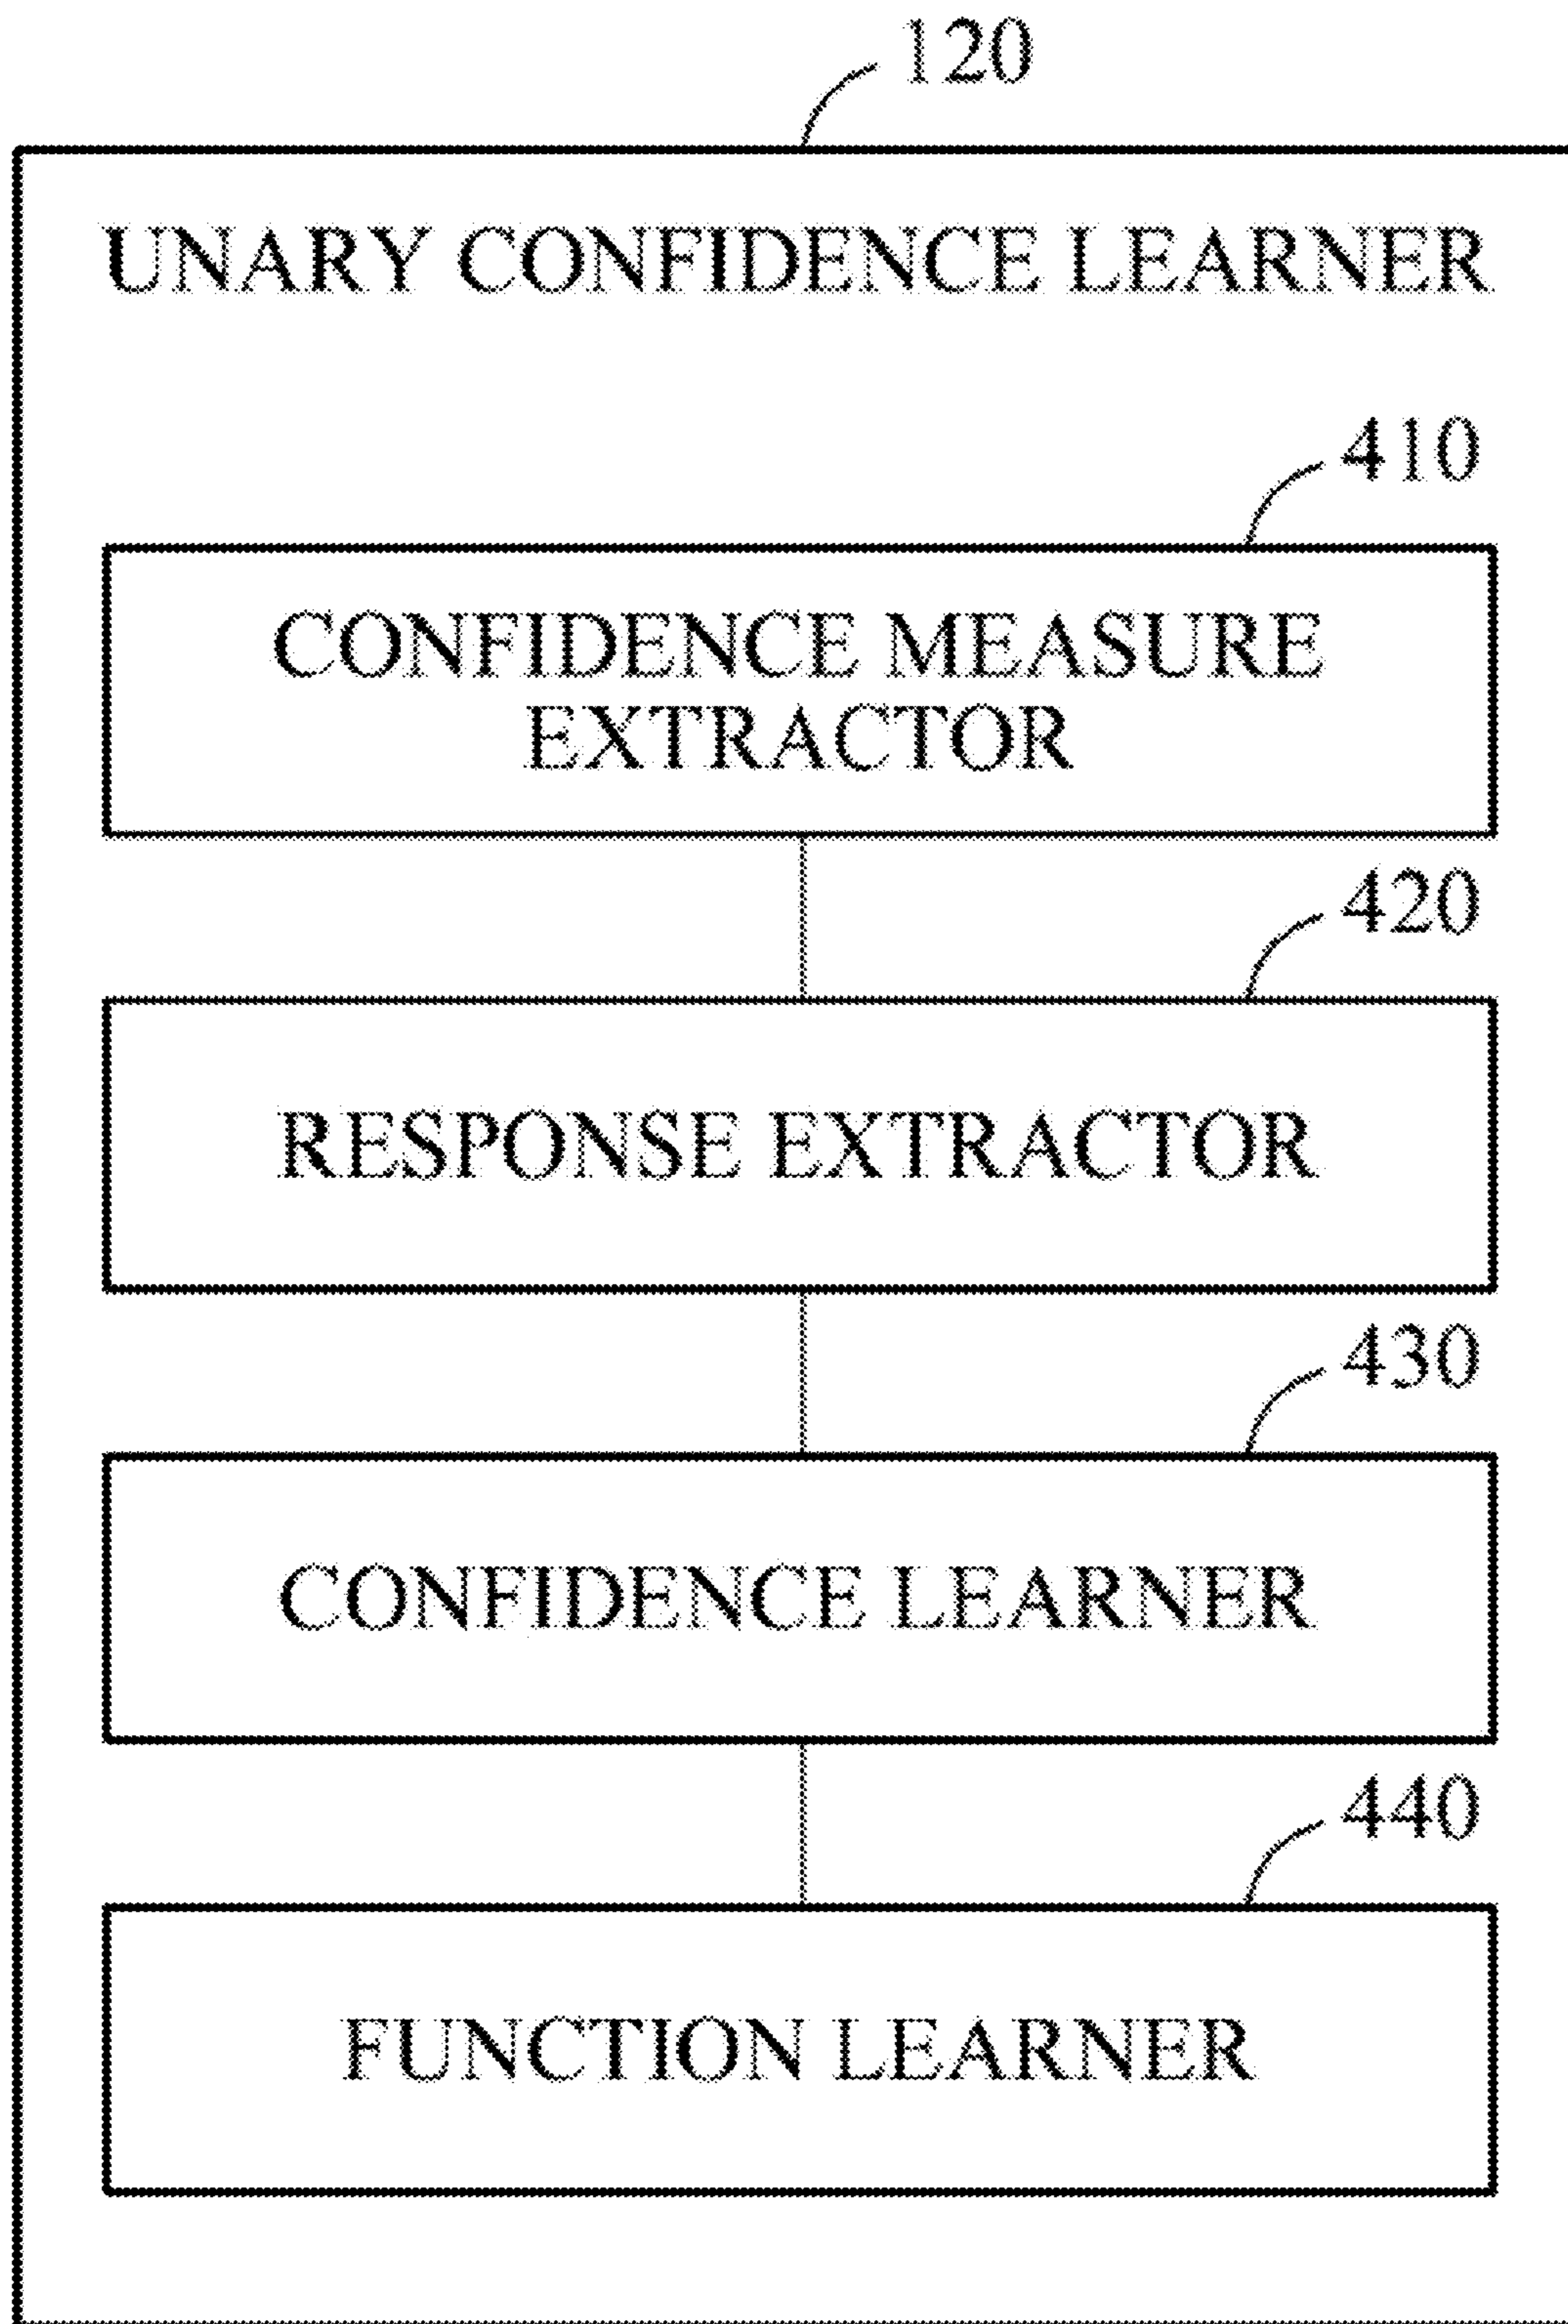 120
UNARY CONFIDENCE LEARNER
410
CONFIDENCE MEASURE
EXTRACTOR
420
RESPONSE EXTRACTOR
430
CONFIDENCE LEARNER
440
FUNCTION LEARNER